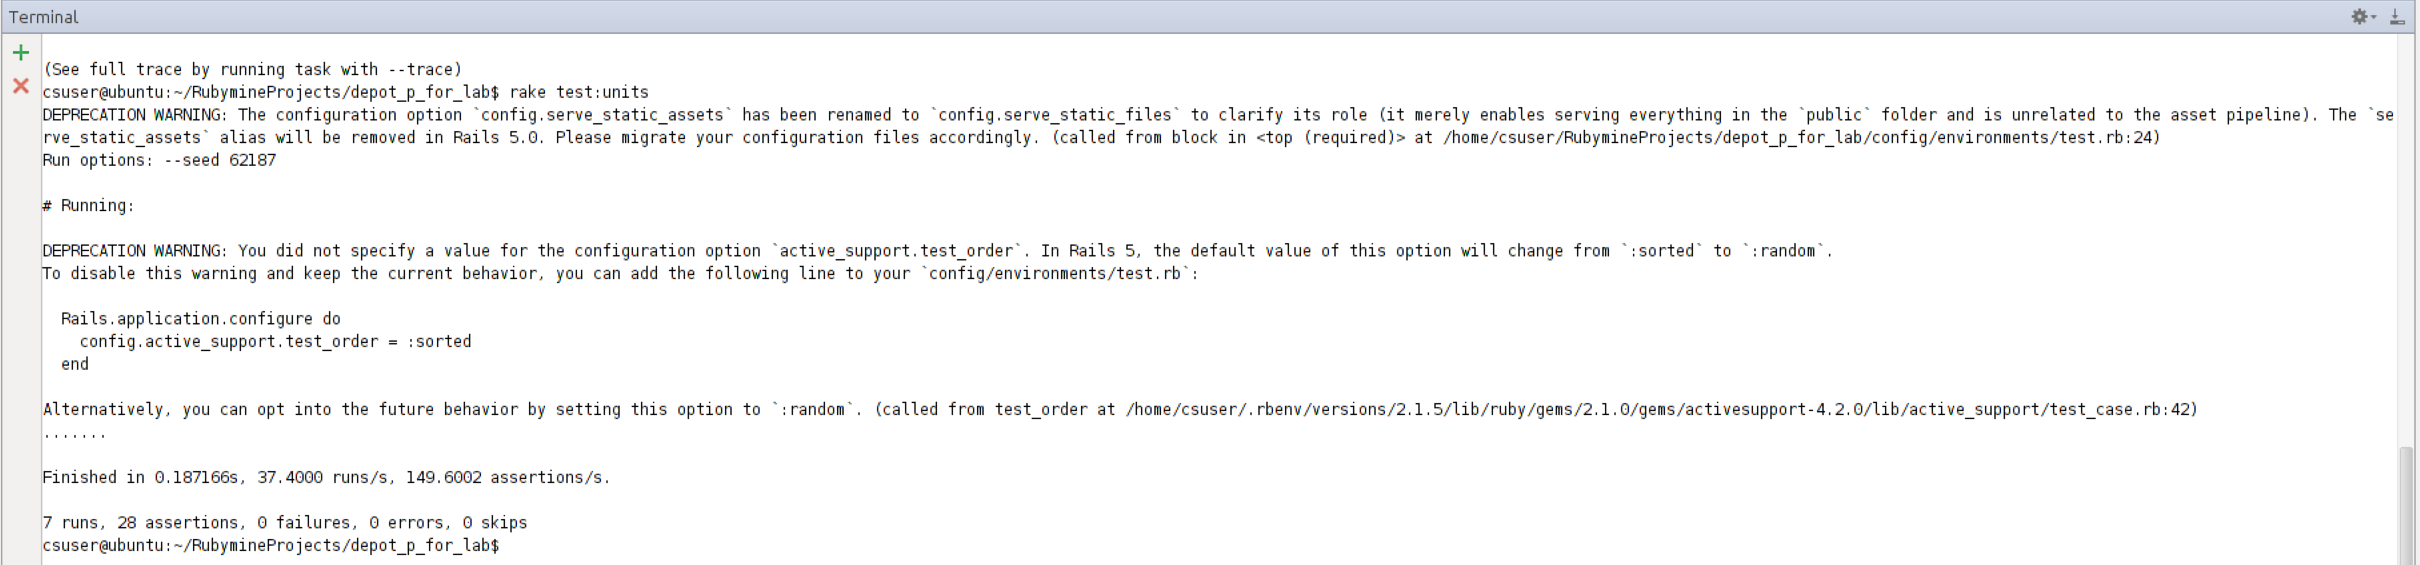 Terminal
(See full trace by running task with --trace)
csuser@ubuntu:~/RubymineProjects/depot_p_for_lab$ rake test:units
DEPRECATION WARNING: The configuration option `config.serve_static_assets` has been renamed to `config.serve_static_files` to clarify its role (it merely enables serving everything in the `public` folder and is unrelated to the asset pipeline). The `se
rve_static_assets` alias will be removed in Rails 5.0. Please migrate your configuration files accordingly. (called from block in <top (required)> at /home/csuser/RubymineProjects/depot_p_for_lab/config/environments/test.rb:24)
Run options: --seed 62187
# Running:
DEPRECATION WARNING: You did not specify a value for the configuration option `active_support.test_order`. In Rails 5, the default value of this option will change from `:sorted` to `:random`.
To disable this warning and keep the current behavior, you can add the following line to your `config/environments/test.rb`:
Rails.application.configure do
config.active_support.test_order = :sorted
end
Alternatively, you can opt into the future behavior by setting this option to `:random`. (called from test_order at /home/csuser/.rbenv/versions/2.1.5/lib/ruby/gems/2.1.0/gems/activesupport-4.2.0/lib/active_support/test_case.rb:42)
.......
Finished in 0.187166s, 37.4000 runs/s, 149.6002 assertions/s.
7 runs, 28 assertions, 0 failures, 0 errors, 0 skips
csuser@ubuntu:~/RubymineProjects/depot_p_for_lab$